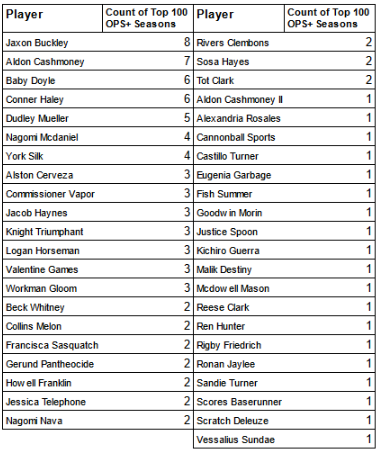 Player Count of Top 100 OPS+ Seasons Player Count of Top 100 OPS+ Seasons
Jaxon Buckley 8 Rivers Clembons 2
Aldon Cashmoney 7 Sosa Hayes 2
Baby Doyle 6 Tot Clark 2
Conner Haley 6 Aldon Cashmoney II 1
Dudley Mueller 5 Alexandria Rosales 1
Nagomi Mcdaniel 4 Cannonball Sports 1
York Silk 4 Castillo Turner 1
Alston Cerveza 3 Eugenia Garbage 1
Commissioner Vapor 3 Fish Summer 1
Jacob Haynes 3 Goodwin Morin 1
Knight Triumphant 3 Justice Spoon 1
Logan Horseman 3 Kichiro Guerra 1
Valentine Games 3 Malik Destiny 1
Workman Gloom 3 Mcdowell Mason 1
Beck Whitney 2 Reese Clark 1
Collins Melon 2 Ren Hunter 1
Francisca Sasquatch 2 Rigby Friedrich 1
Gerund Pantheocide 2 Ronan Jaylee 1
Howell Franklin 2 Sandie Turner 1
Jessica Telephone 2 Scores Baserunner 1
Nagomi Nava 2 Scratch Deleuze 1
Vessalius Sundae 1